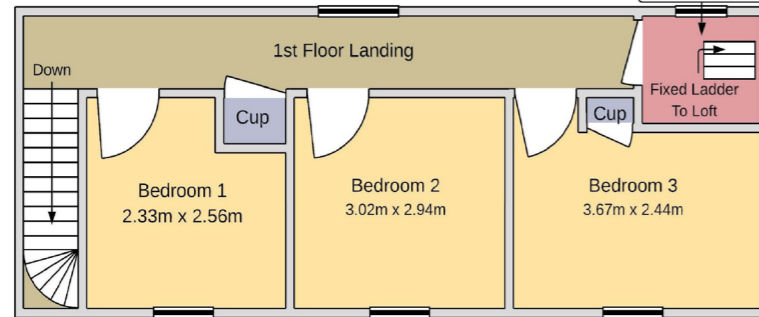 1st Floor Landing
Down
Fixed Ladder
To Loft
Cup
Cup
Bedroom 1
2.33m x 2.56m
Bedroom 2
3.02m x 2.94m
Bedroom 3
3.67m x 2.44m